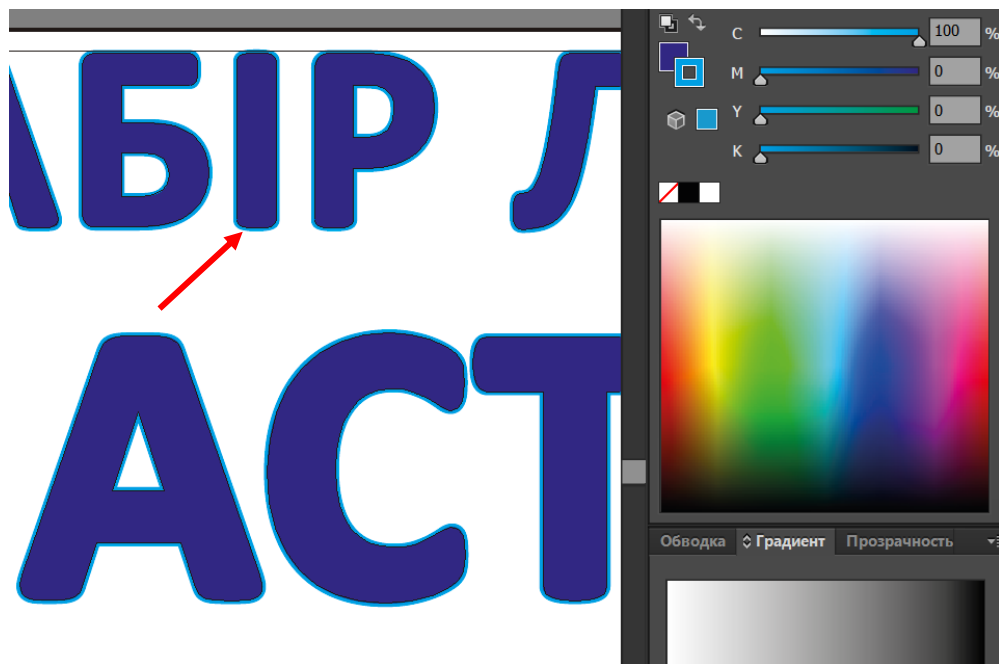 АБІР Л
C 100 %
M 0 %
Y 0 %
K 0 %
АСТ
Обводка Градиент Прозрачность